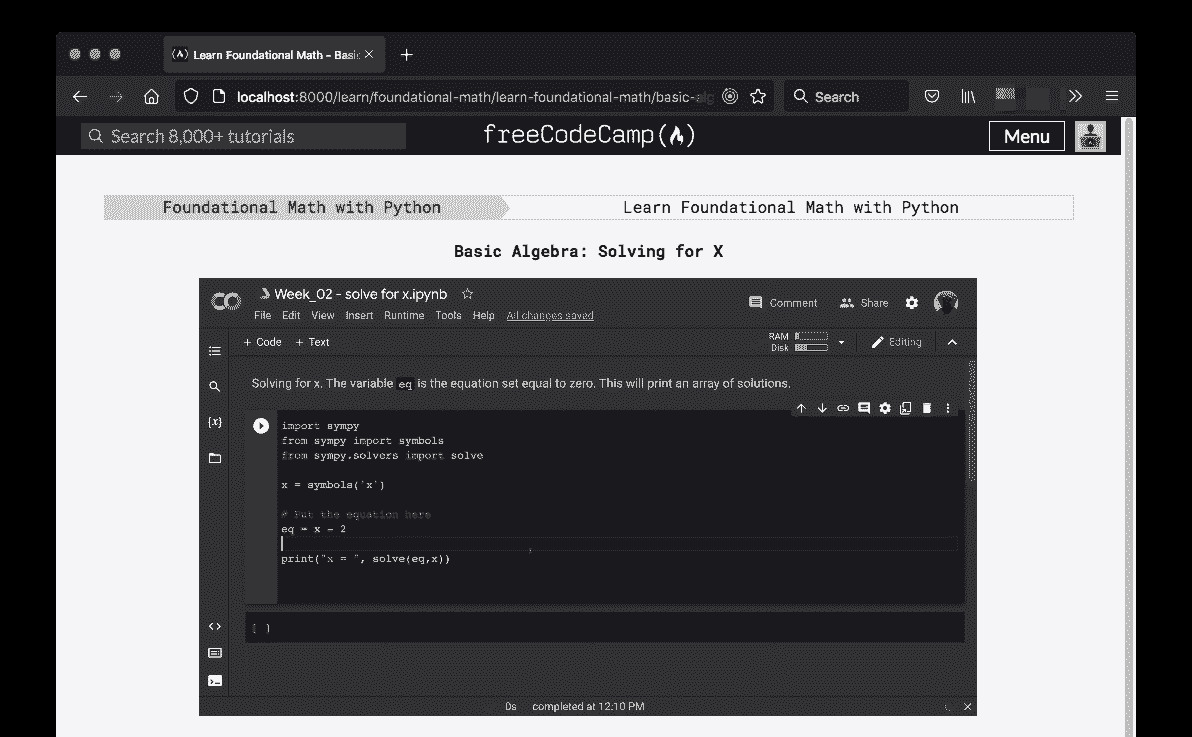 Learn Foundational Math – Basic
localhost:8000/learn/foundational-math/learn-foundational-math/basic-alg
Search
Search 8,000+ tutorials
freeCodeCamp
Menu
Foundational Math with Python
Learn Foundational Math with Python
Basic Algebra: Solving for X
Week_02 - solve for x.ipynb
Comment
Share
File Edit View Insert Runtime Tools Help All changes saved
+ Code + Text
RAM
Disk
Editing
Solving for x. The variable eq is the equation set equal to zero. This will print an array of solutions.
{x}
import sympy
from sympy import symbols
from sympy.solvers import solve
x = symbols('x')
# Put the equation here
eq = x - 2
print("x = ", solve(eq,x))
[ ]
0s completed at 12:10 PM